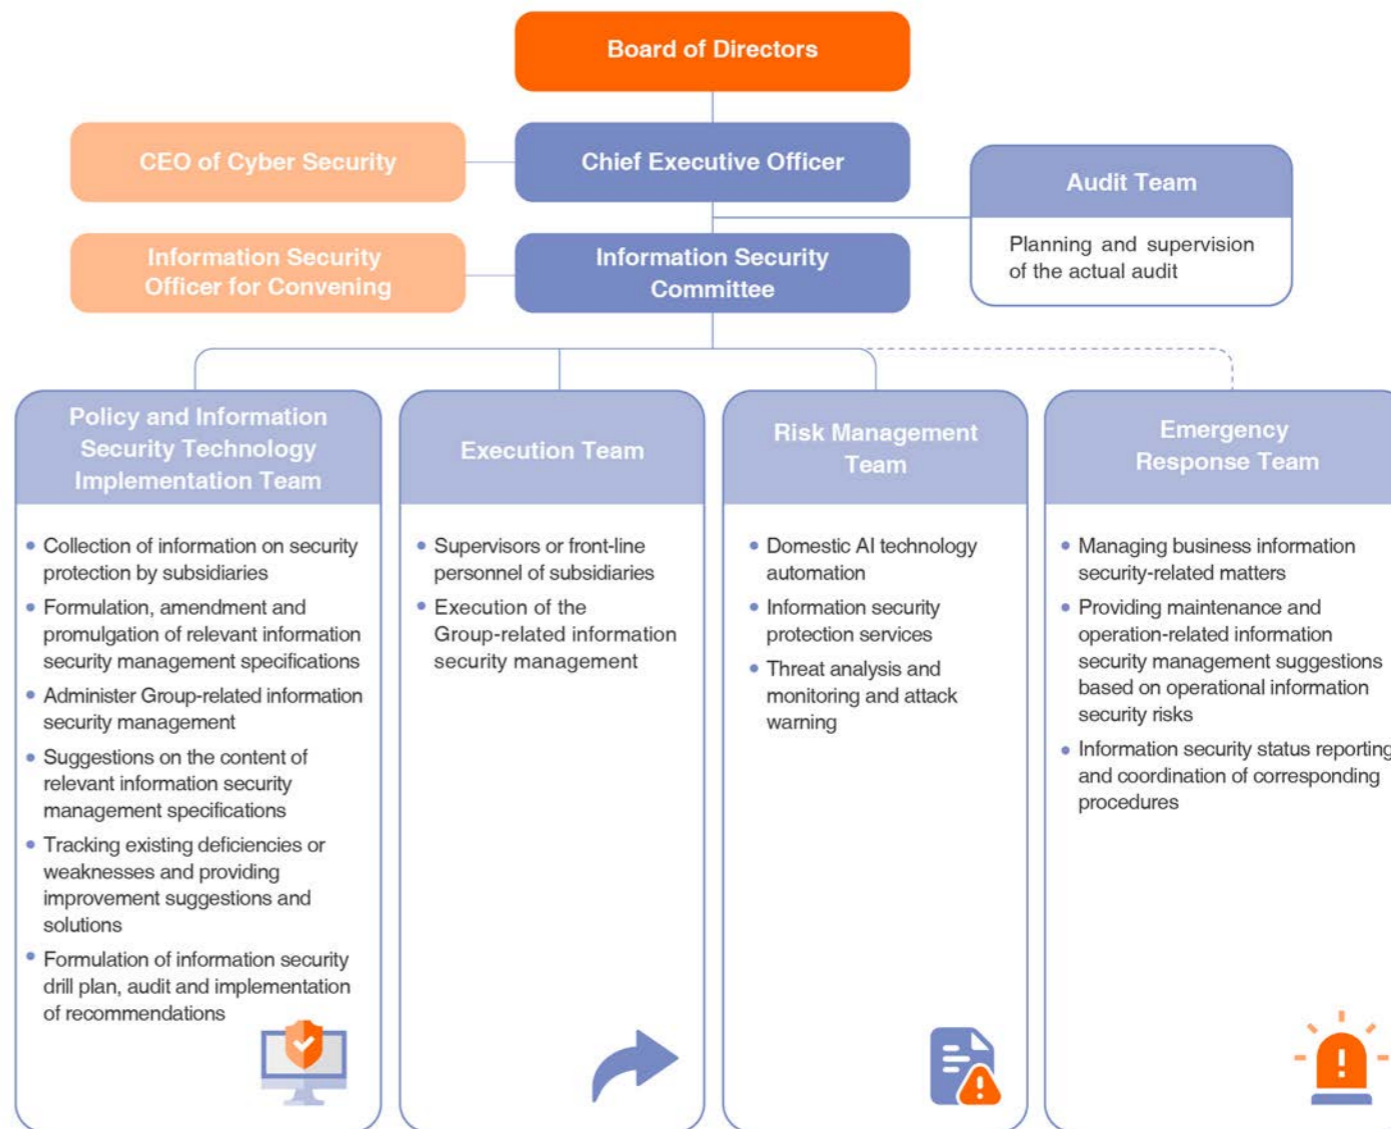 Board of Directors
CEO of Cyber Security
Chief Executive Officer
Audit Team
Planning and supervision
of the actual audit
Information Security
Officer for Convening
Information Security
Committee
Policy and Information
Security Technology
Implementation Team
• Collection of information on security
protection by subsidiaries
• Formulation, amendment and
promulgation of relevant information
security management specifications
• Administer Group-related information
security management
• Suggestions on the content of
relevant information security
management specifications
• Tracking existing deficiencies or
weaknesses and providing
improvement suggestions and
solutions
• Formulation of information security
drill plan, audit and implementation
of recommendations
Execution Team
• Supervisors or front-line
personnel of subsidiaries
• Execution of the
Group-related information
security management
Risk Management
Team
• Domestic AI technology
automation
• Information security
protection services
• Threat analysis and
monitoring and attack
warning
Emergency
Response Team
• Managing business information
security-related matters
• Providing maintenance and
operation-related information
security management suggestions
based on operational information
security risks
• Information security status reporting
and coordination of corresponding
procedures